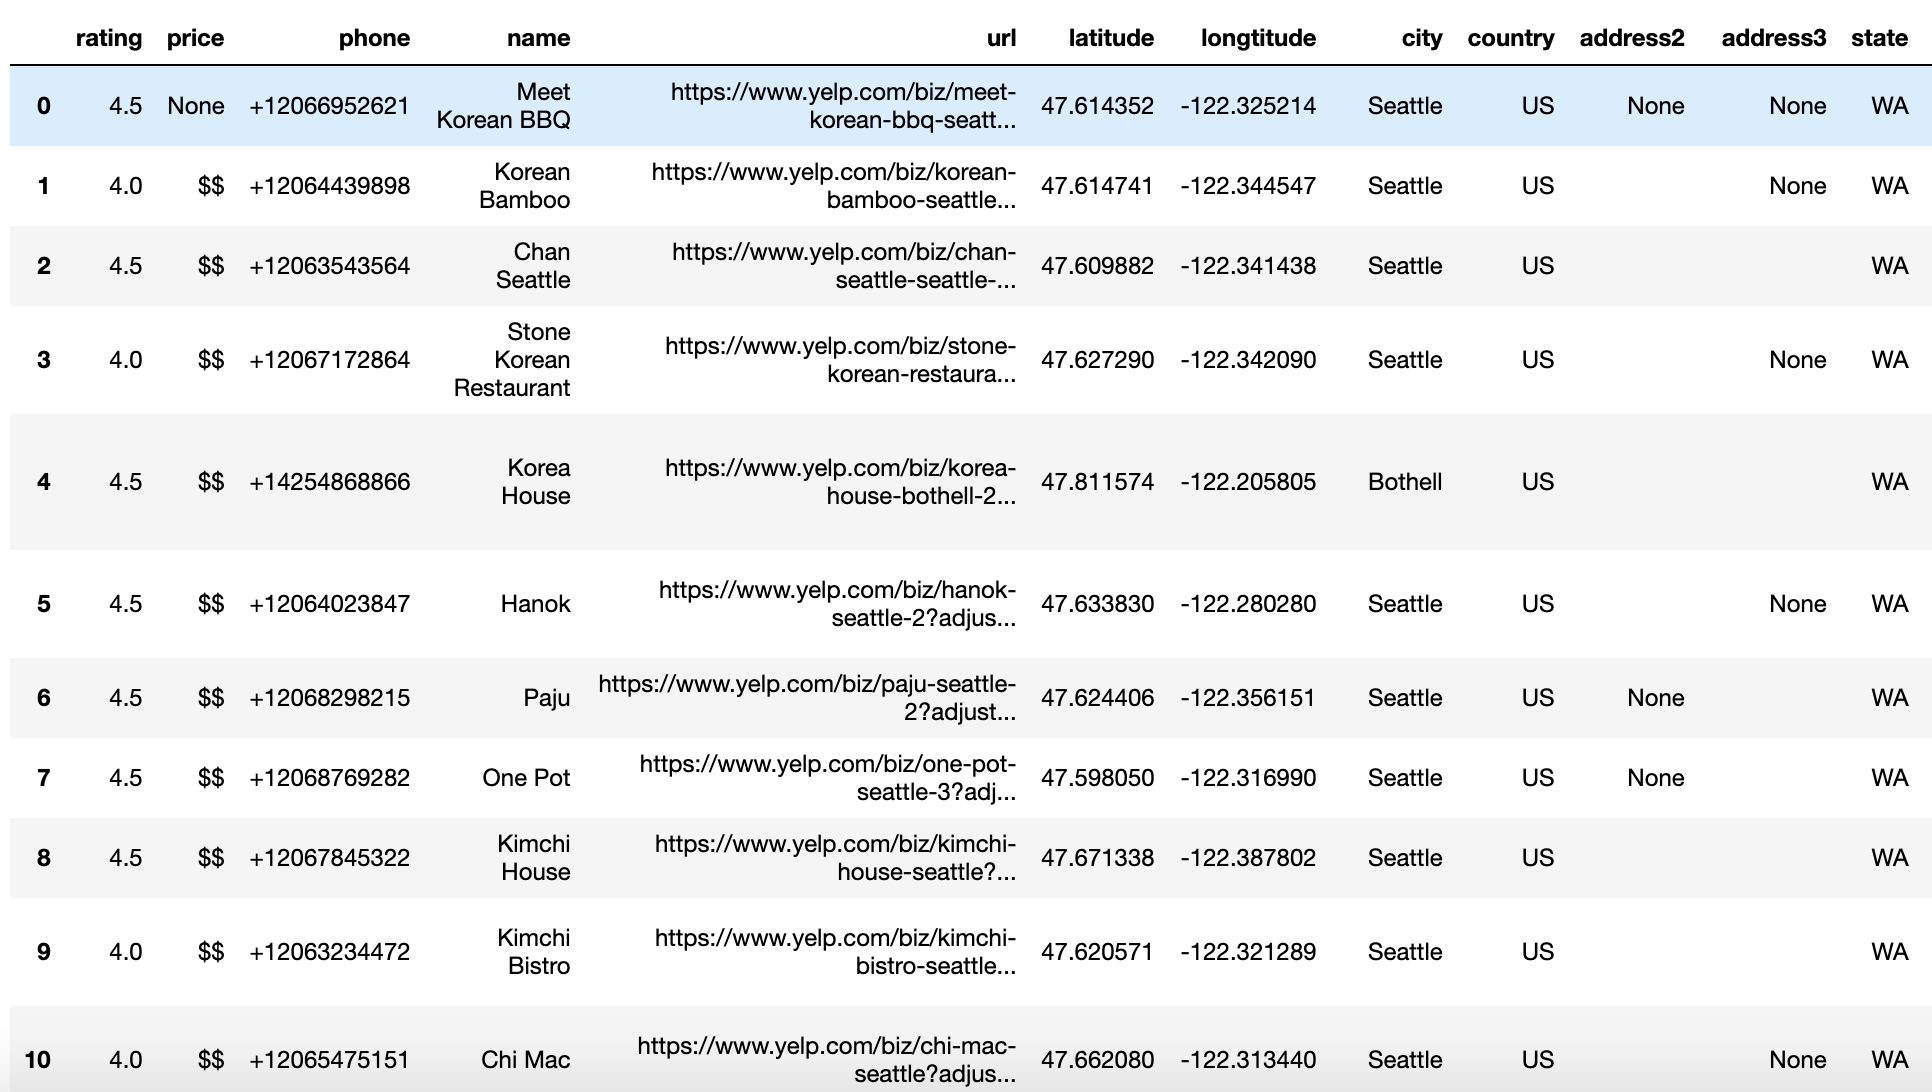 rating price phone name url latitude longtitude city country address2 address3 state
0 4.5 None +12066952621 Meet Korean BBQ https://www.yelp.com/biz/meet-korean-bbq-seatt... 47.614352 -122.325214 Seattle US None None WA
1 4.0 $$ +12064439898 Korean Bamboo https://www.yelp.com/biz/korean-bamboo-seattle... 47.614741 -122.344547 Seattle US None WA
2 4.5 $$ +12063543564 Chan Seattle https://www.yelp.com/biz/chan-seattle-seattle-... 47.609882 -122.341438 Seattle US WA
3 4.0 $$ +12067172864 Stone Korean Restaurant https://www.yelp.com/biz/stone-korean-restaura... 47.627290 -122.342090 Seattle US None WA
4 4.5 $$ +14254868866 Korea House https://www.yelp.com/biz/korea-house-bothell-2... 47.811574 -122.205805 Bothell US WA
5 4.5 $$ +12064023847 Hanok https://www.yelp.com/biz/hanok-seattle-2?adjus... 47.633830 -122.280280 Seattle US None WA
6 4.5 $$ +12068298215 Paju https://www.yelp.com/biz/paju-seattle-2?adjust... 47.624406 -122.356151 Seattle US None WA
7 4.5 $$ +12068769282 One Pot https://www.yelp.com/biz/one-pot-seattle-3?adj... 47.598050 -122.316990 Seattle US None WA
8 4.5 $$ +12067845322 Kimchi House https://www.yelp.com/biz/kimchi-house-seattle?... 47.671338 -122.387802 Seattle US WA
9 4.0 $$ +12063234472 Kimchi Bistro https://www.yelp.com/biz/kimchi-bistro-seattle... 47.620571 -122.321289 Seattle US WA
10 4.0 $$ +12065475151 Chi Mac https://www.yelp.com/biz/chi-mac-seattle?adjus... 47.662080 -122.313440 Seattle US None WA